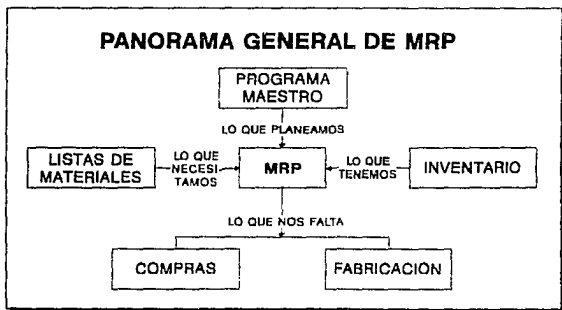 PANORAMA GENERAL DE MRP
PROGRAMA
MAESTRO
LO QUE PLANEAMOS
LISTAS DE
MATERIALES
LO QUE
NECESI
TAMOS
MRP
LO QUE
TENEMOS
INVENTARIO
LO QUE NOS FALTA
COMPRAS
FABRICACIÓN